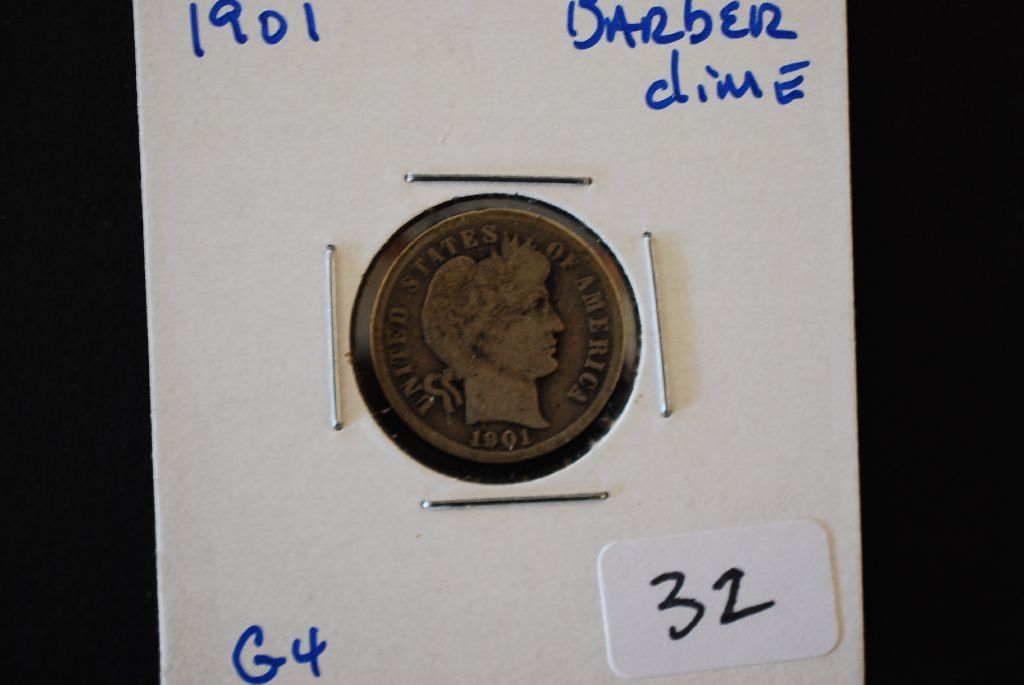 1901 BARBER
dimE
UNITED STATES OF AMERICA
1901
32
G4